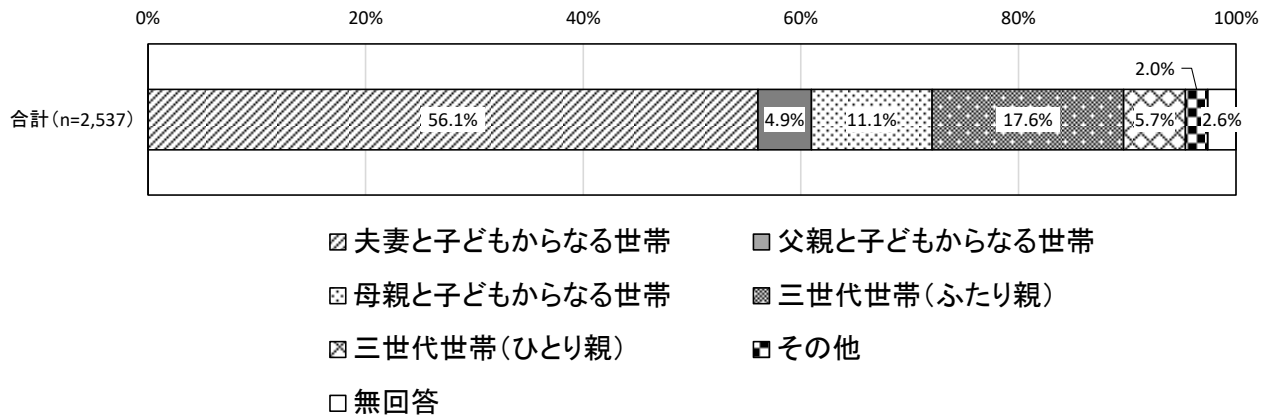 0% 20% 40% 60% 80% 100%
2.0%
合計(n=2,537) 56.1% 4.9% 11.1% 17.6% 5.7% 2.6%
夫妻と子どもからなる世帯 父親と子どもからなる世帯
母親と子どもからなる世帯 三世代世帯(ふたり親)
三世代世帯(ひとり親) その他
無回答